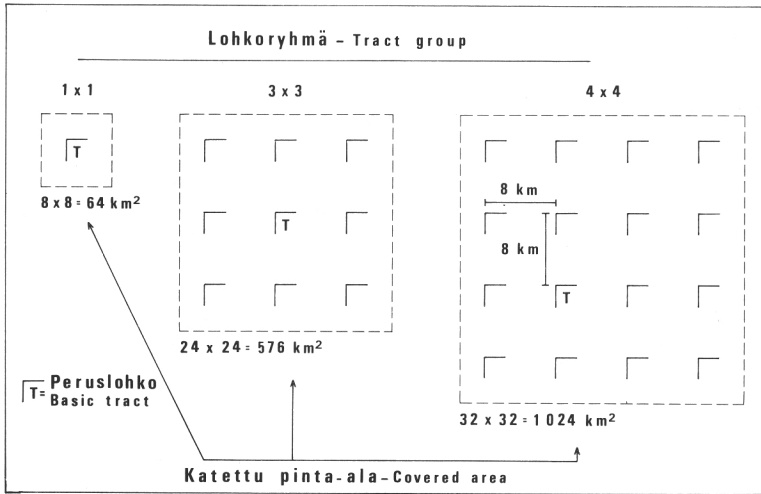 Lohkoryhmä – Tract group
1 x 1
3 x 3
4 x 4
T
8 x 8 = 64 km²
T
24 x 24 = 576 km²
8 km
8 km
T
32 x 32 = 1 024 km²
T= Peruslohko
Basic tract
Katettu pinta-ala – Covered area